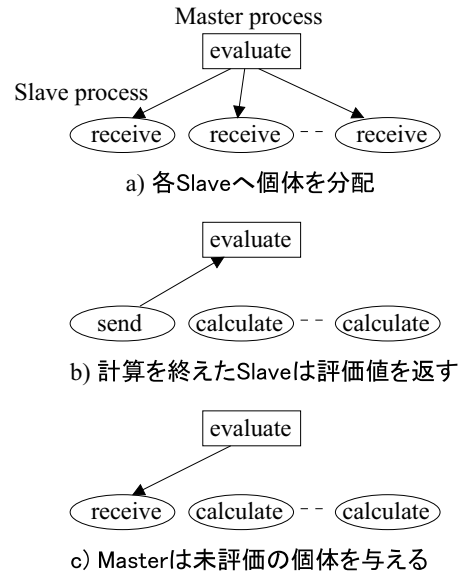 Master process
evaluate
Slave process
receive receive receive
a) 各Slaveへ個体を分配
evaluate
send calculate calculate
b) 計算を終えたSlaveは評価値を返す
evaluate
receive calculate calculate
c) Masterは未評価の個体を与える